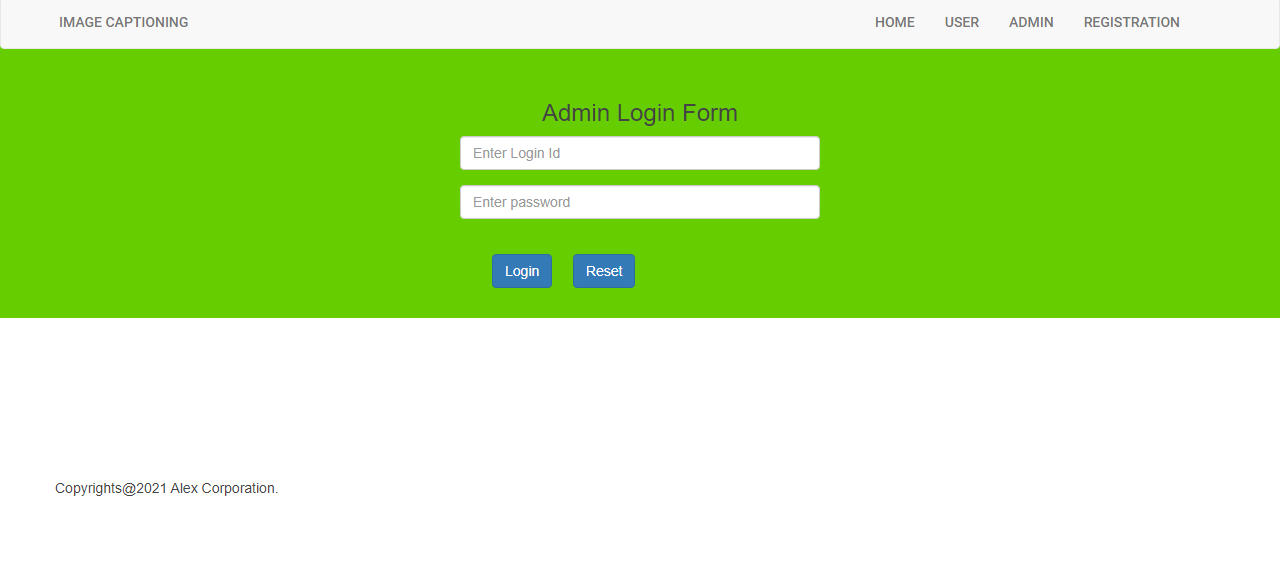 IMAGE CAPTIONING HOME USER ADMIN REGISTRATION
Admin Login Form
Enter Login Id
Enter password
Login Reset
Copyrights@2021 Alex Corporation.